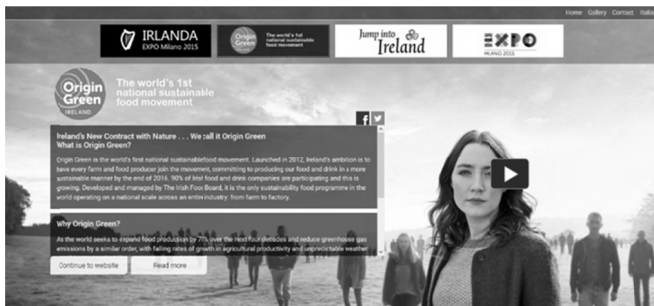 Home Gallery Contact Italia
IRLANDA
EXPO Milano 2015
Origin
Green
The world's 1st
national sustainable
food movement
Jump into
Ireland
EXPO
MILANO 2015
Origin
Green
IRELAND
The world's 1st
national sustainable
food movement
Ireland's New Contract with Nature . . . We call it Origin Green
What is Origin Green?
Origin Green is the world's first national sustainablefood movement. Launched in 2012, Ireland's ambition is to
have every farm and food producer join the movement, committing to producing our food and drink in a more
sustainable manner by the end of 2016. 90% of Irisl food and drink companies are participating and this is
growing. Developed and managed by The Irish Foos Board, it is the only sustainability food programme in the
world operating on a national scale across an entire industry: from farm to factory.
Why Origin Green?
As the world seeks to expand food production by 70% over the next four decades and reduce greenhouse gas
emissions by a similar order, with falling rates of growth in agricultural productivity and unpredictable weather
Continue to website
Read more